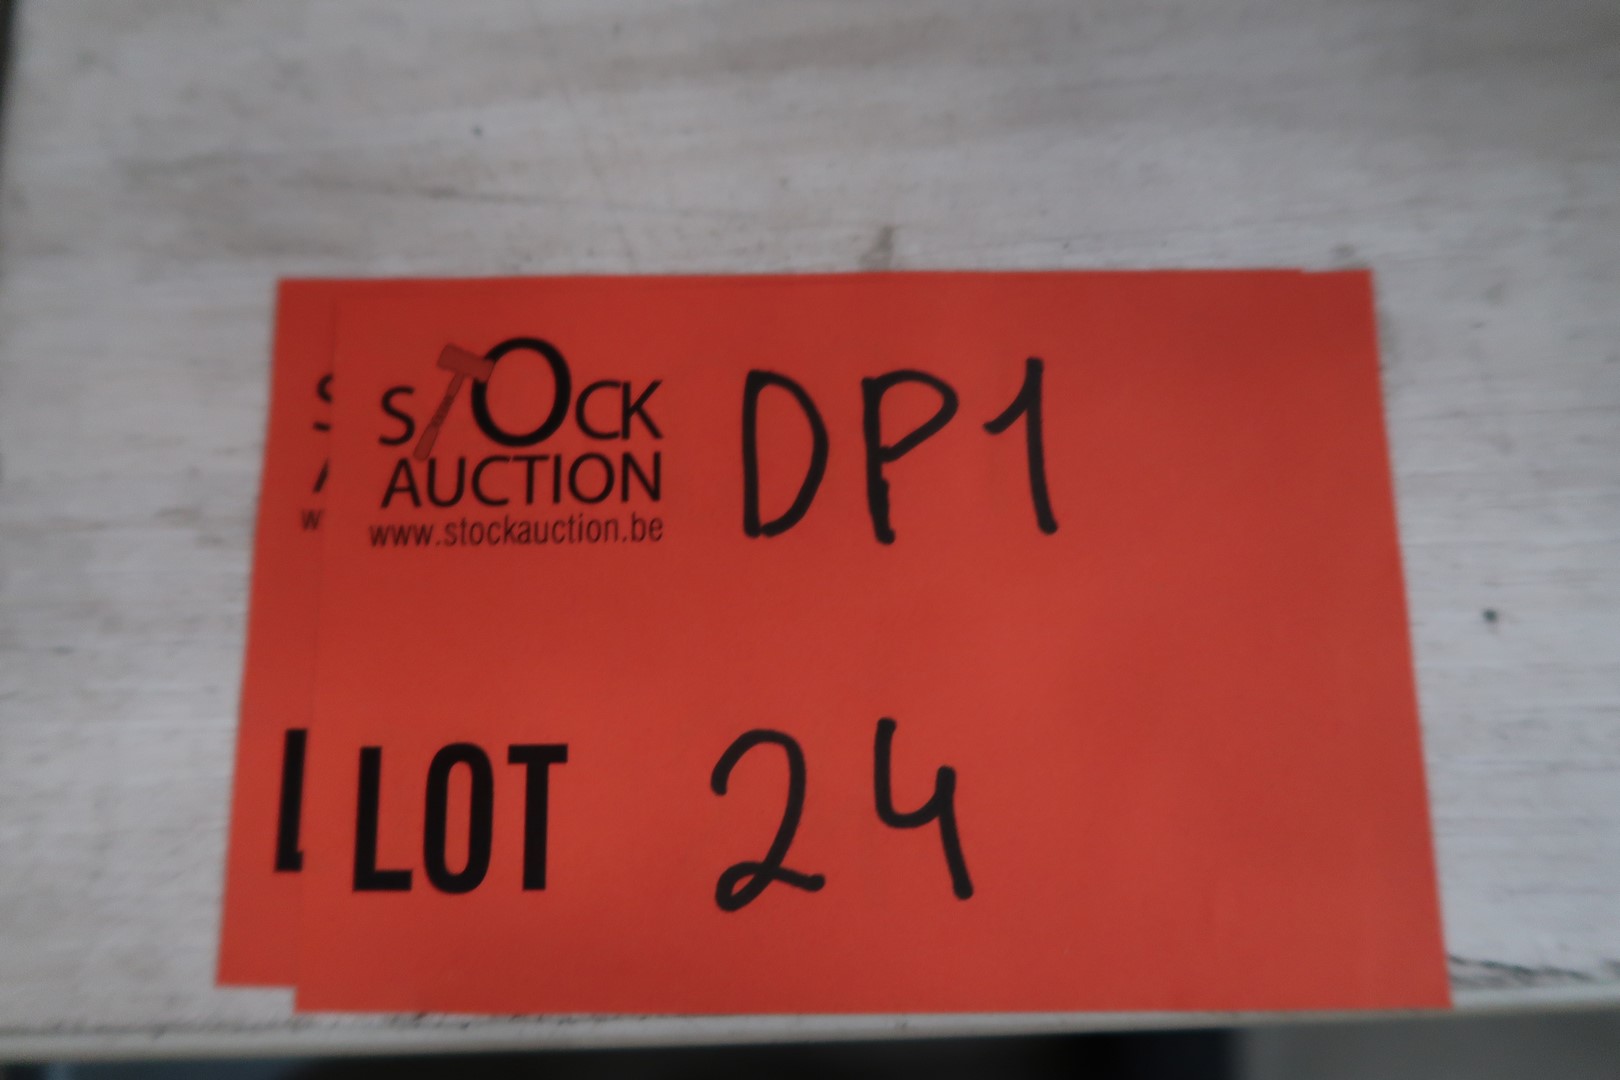 STOCK DP1
AUCTION
www.stockauction.be
LOT 24